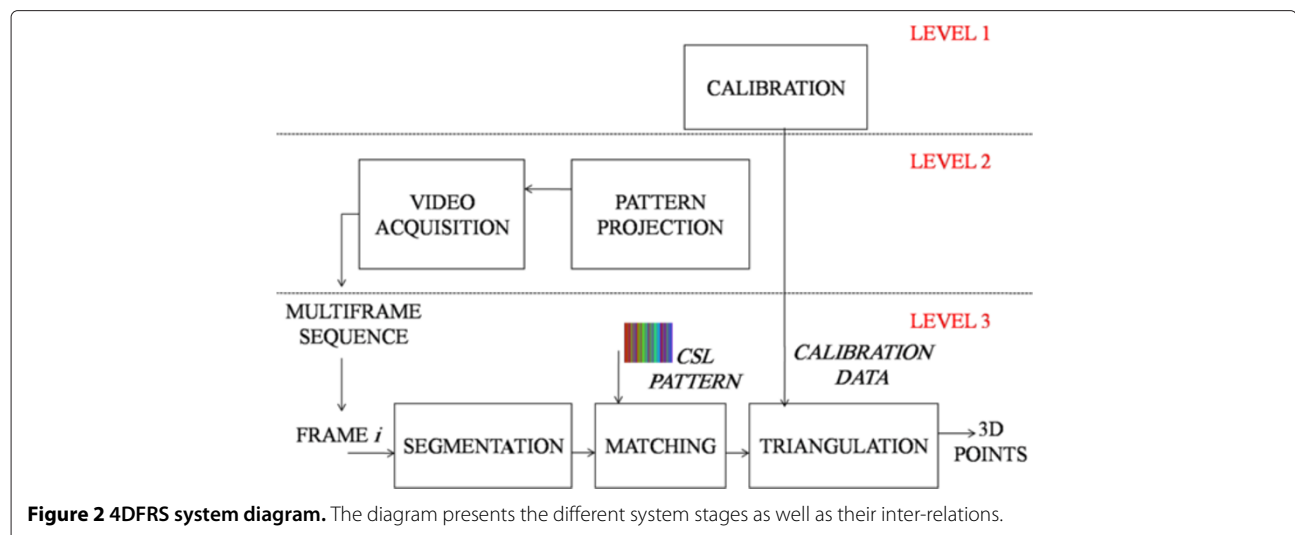 LEVEL 1
CALIBRATION
LEVEL 2
VIDEO
ACQUISITION
PATTERN
PROJECTION
MULTIFRAME
SEQUENCE
LEVEL 3
CSL
PATTERN
CALIBRATION
DATA
FRAME i
SEGMENTATION
MATCHING
TRIANGULATION
3D
POINTS
Figure 2 4DFRS system diagram. The diagram presents the different system stages as well as their inter-relations.